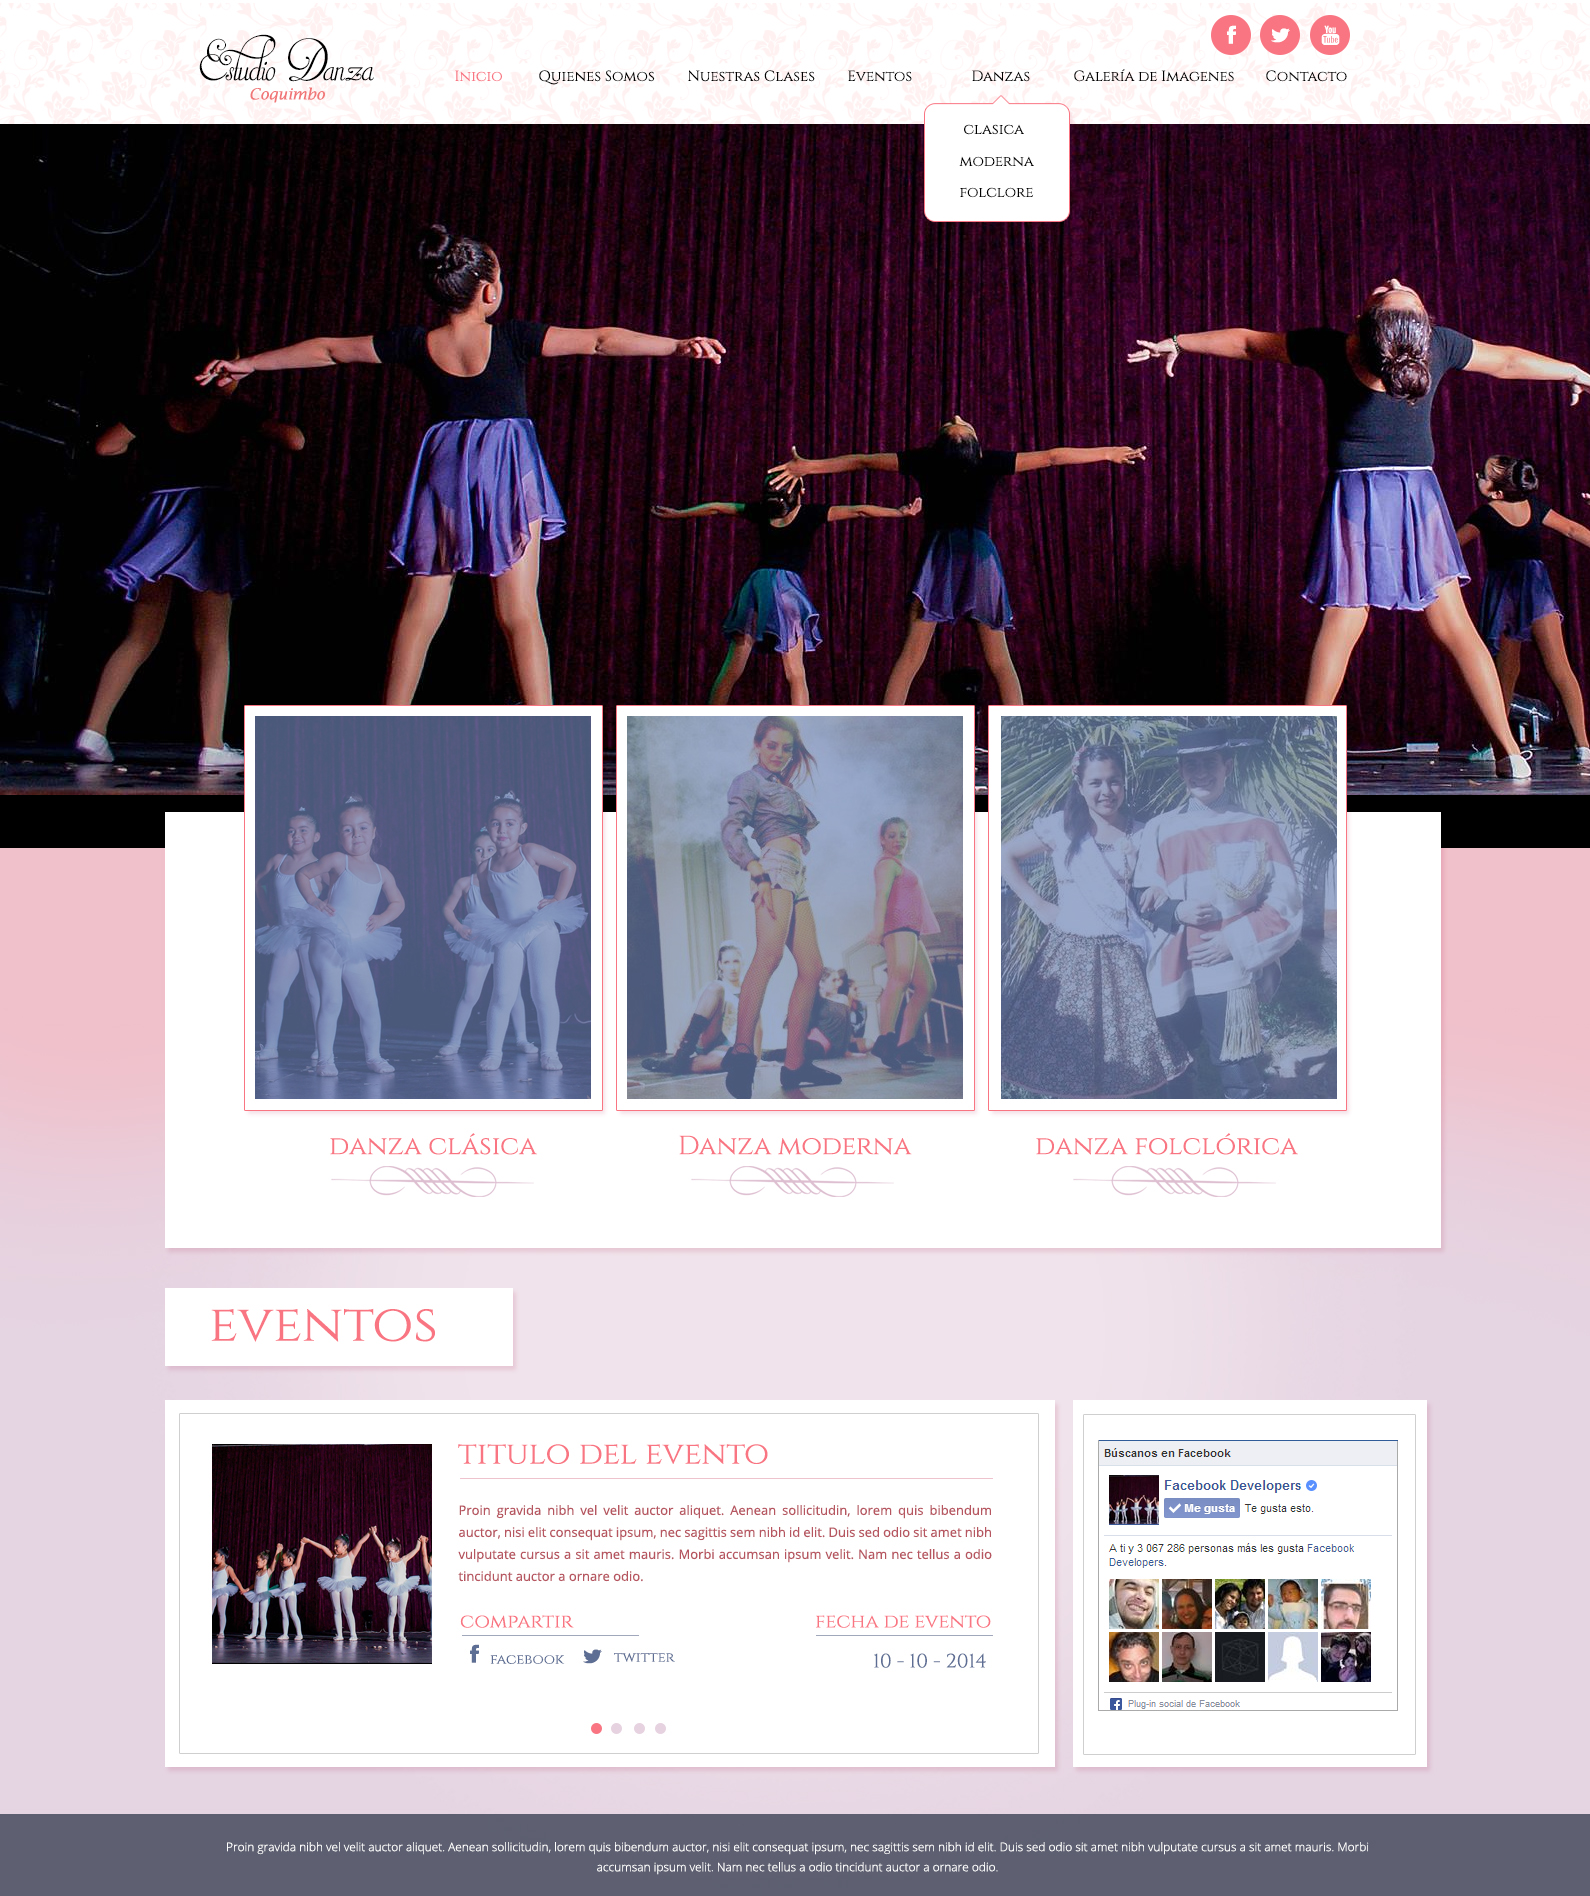 Estudio Danza
Coquimbo
You
Tube
Inicio
Quienes Somos
Nuestras Clases
Eventos
Danzas
Galería de Imagenes
Contacto
CLASICA
MODERNA
FOLCLORE
DANZA CLÁSICA
DANZA MODERNA
DANZA FOLCLÓRICA
EVENTOS
TITULO DEL EVENTO
Proin gravida nibh vel velit auctor aliquet. Aenean sollicitudin, lorem quis bibendum
auctor, nisi elit consequat ipsum, nec sagittis sem nibh id elit. Duis sed odio sit amet nibh
vulputate cursus a sit amet mauris. Morbi accumsan ipsum velit. Nam nec tellus a odio
tincidunt auctor a ornare odio.
COMPARTIR
FACEBOOK
TWITTER
FECHA DE EVENTO
10 - 10 - 2014
Búscanos en Facebook
Facebook Developers
Me gusta
Te gusta esto.
A ti y 3 067 286 personas más les gusta Facebook
Developers.
Plug-in social de Facebook
Proin gravida nibh vel velit auctor aliquet. Aenean sollicitudin, lorem quis bibendum auctor, nisi elit consequat ipsum, nec sagittis sem nibh id elit. Duis sed odio sit amet nibh vulputate cursus a sit amet mauris. Morbi
accumsan ipsum velit. Nam nec tellus a odio tincidunt auctor a ornare odio.